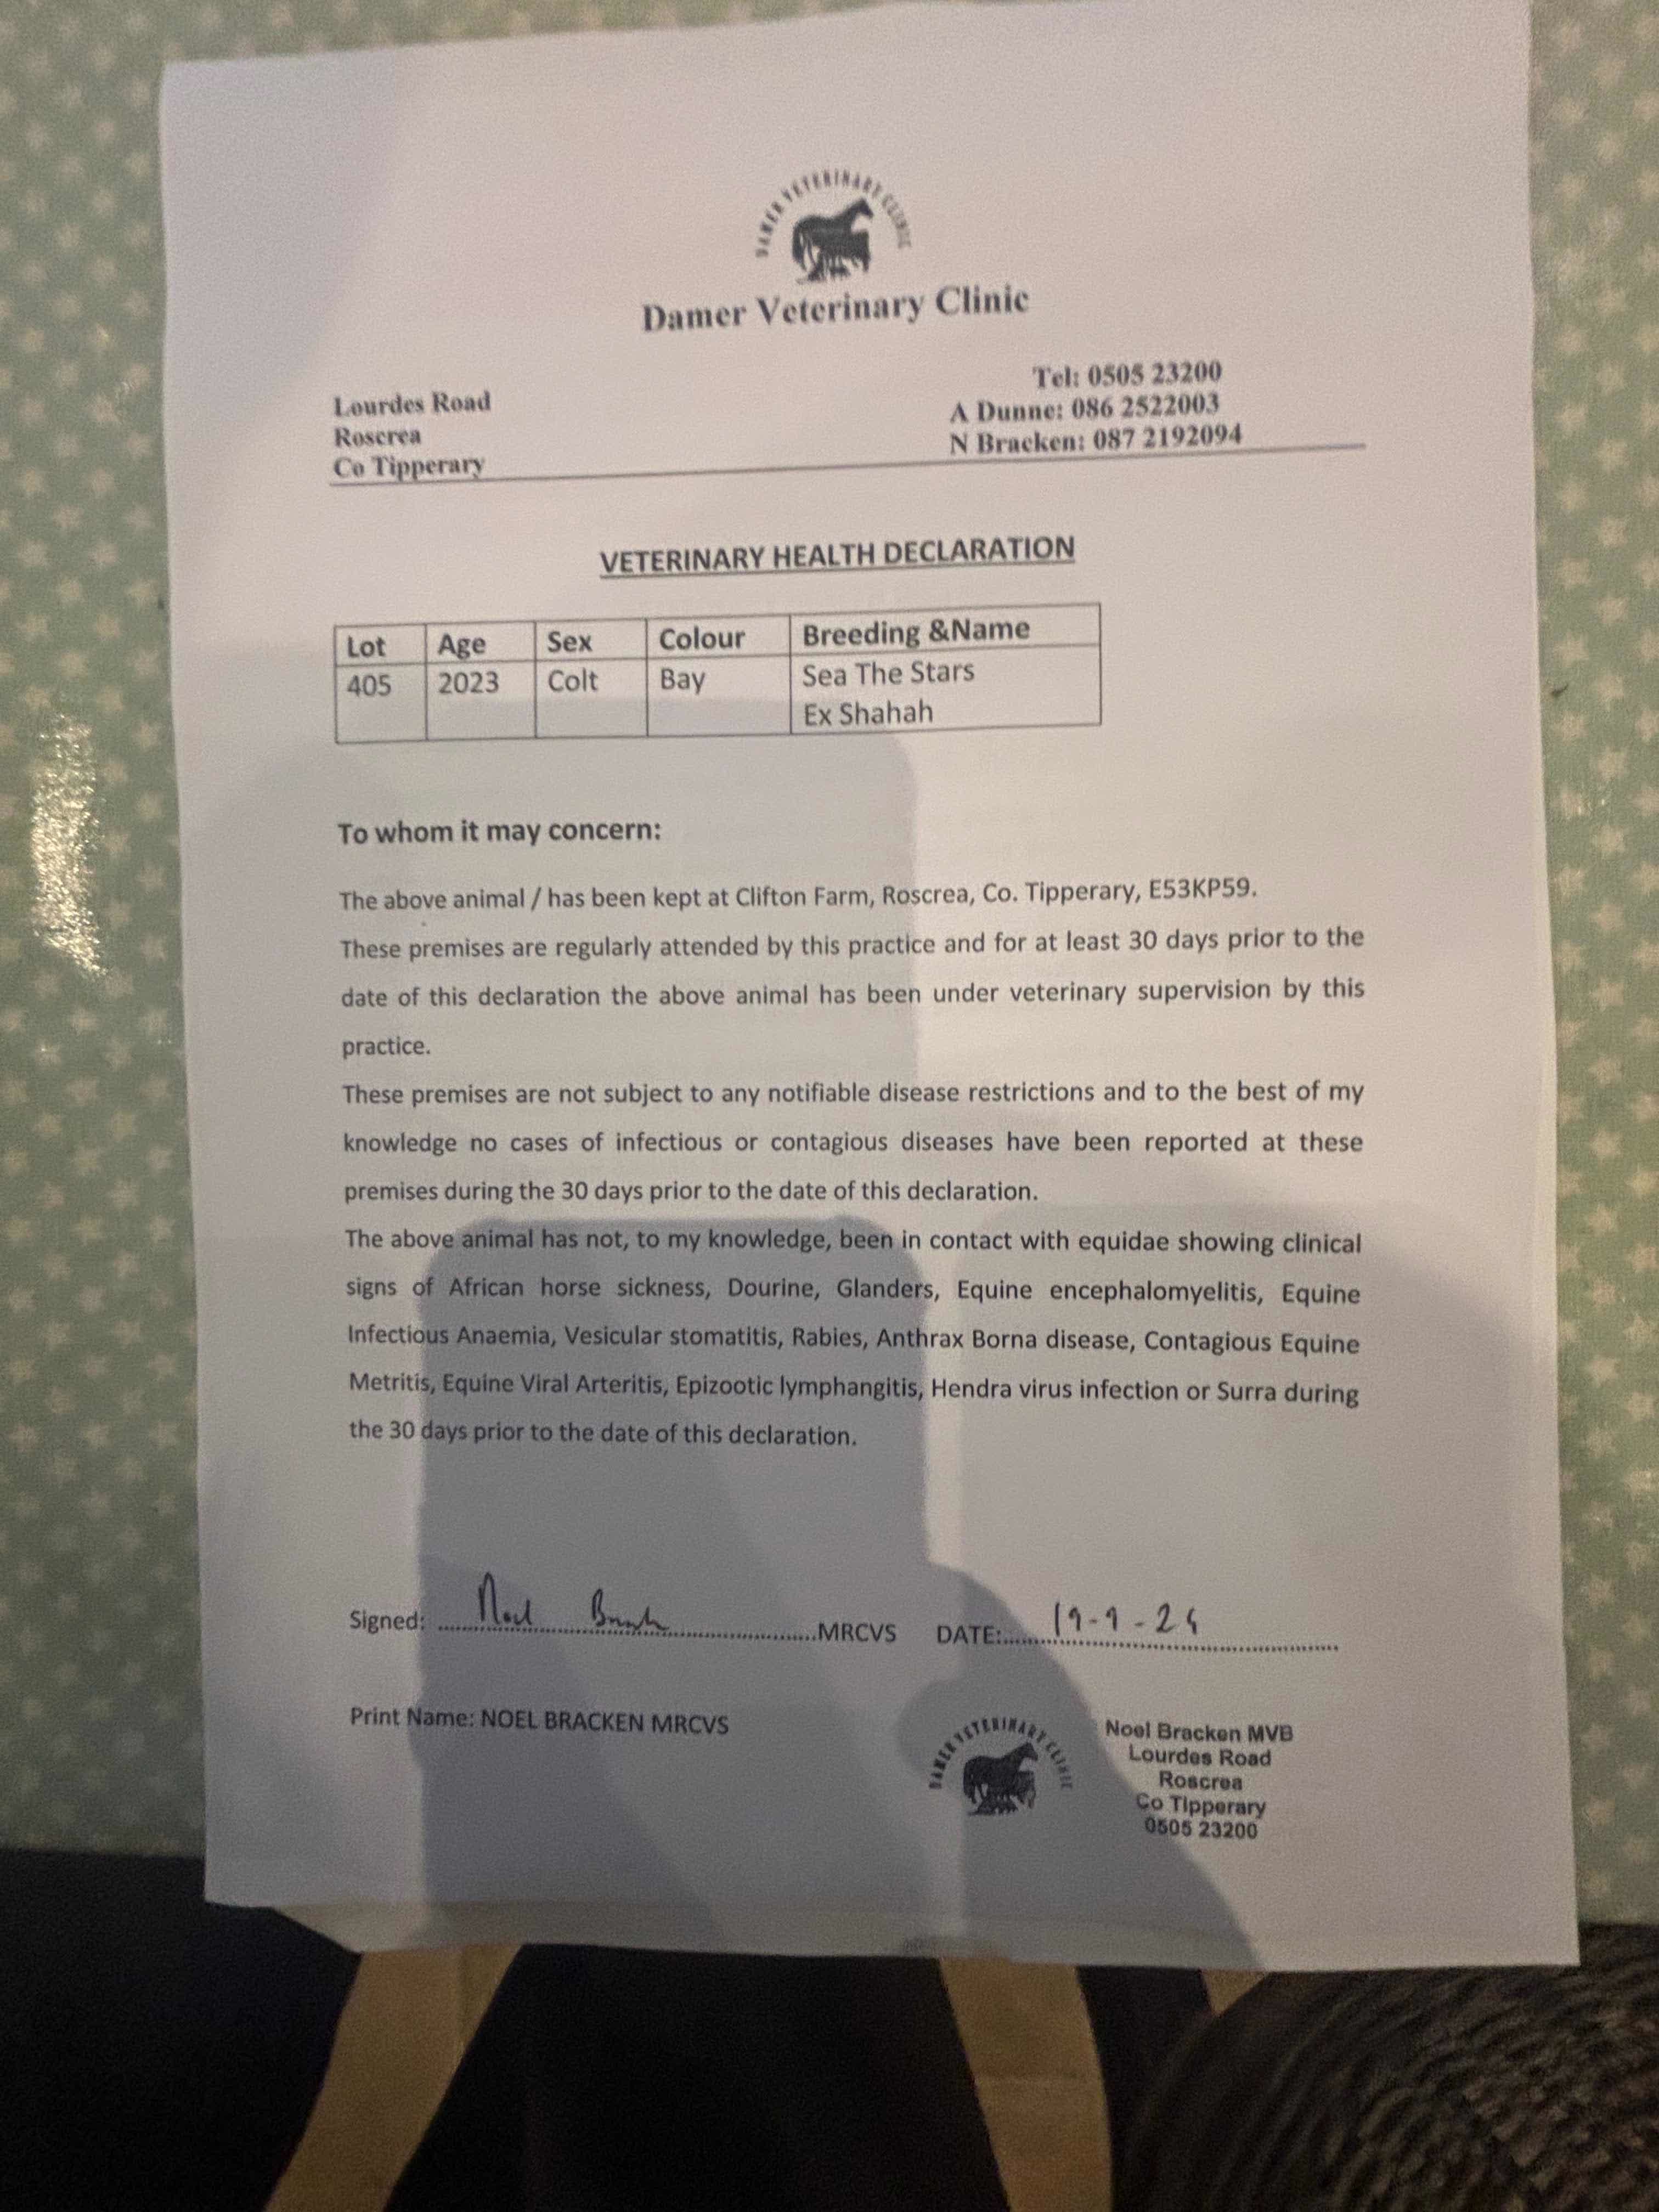 DAMER VETERINARY CLINIC
Damer Veterinary Clinic
Lourdes Road
Roscrea
Co Tipperary
Tel: 0505 23200
A Dunne: 086 2522003
N Bracken: 087 2192094
VETERINARY HEALTH DECLARATION
Lot Age Sex Colour Breeding &Name
405 2023 Colt Bay Sea The Stars
Ex Shahah
To whom it may concern:
The above animal / has been kept at Clifton Farm, Roscrea, Co. Tipperary, E53KP59.
These premises are regularly attended by this practice and for at least 30 days prior to the
date of this declaration the above animal has been under veterinary supervision by this
practice.
These premises are not subject to any notifiable disease restrictions and to the best of my
knowledge no cases of infectious or contagious diseases have been reported at these
premises during the 30 days prior to the date of this declaration.
The above animal has not, to my knowledge, been in contact with equidae showing clinical
signs of African horse sickness, Dourine, Glanders, Equine encephalomyelitis, Equine
Infectious Anaemia, Vesicular stomatitis, Rabies, Anthrax Borna disease, Contagious Equine
Metritis, Equine Viral Arteritis, Epizootic lymphangitis, Hendra virus infection or Surra during
the 30 days prior to the date of this declaration.
Signed: Noel Bracken MRCVS DATE:
Print Name: NOEL BRACKEN MRCVS
DAMER VETERINARY CLINIC
Noel Bracken MVB
Lourdes Road
Roscrea
Co Tipperary
0505 23200